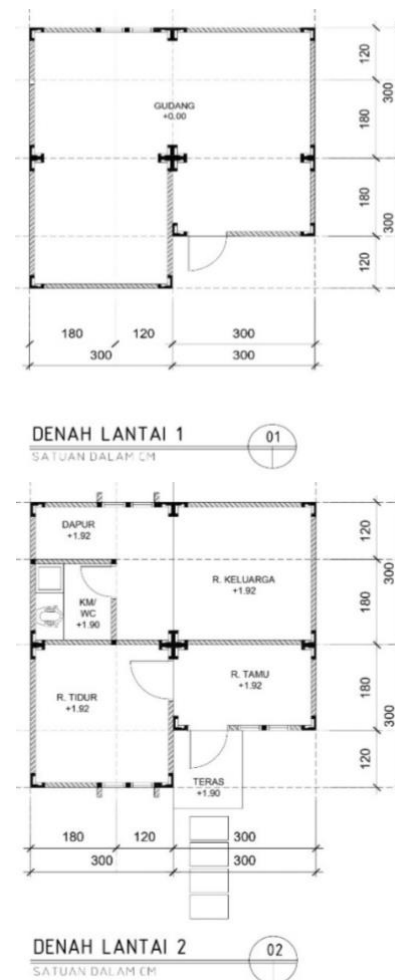 120
300
GUDANG
+0.00
180
180
300
120
180
120
300
300
300
DENAH LANTAI 1
01
SATUAN DALAM CM
DAPUR
+1.92
120
R. KELUARGA
+1.92
300
KM/
WC
+1.90
180
R. TAMU
+1.92
R. TIDUR
+1.92
180
300
TERAS
+1.90
120
180
120
300
300
300
DENAH LANTAI 2
02
SATUAN DALAM CM